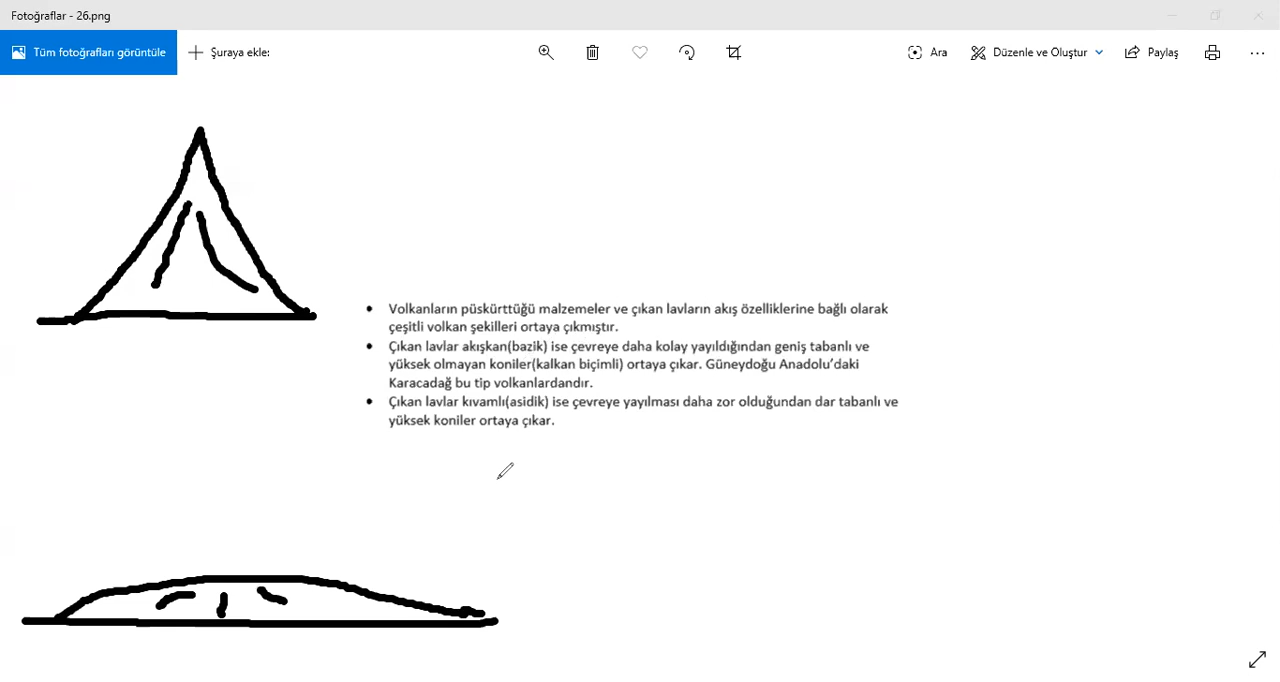 Fotoğraflar - 26.png
Tüm fotoğrafları görüntüle
Şuraya ekle:
Ara
Düzenle ve Oluştur
Paylaş
• Volkanların püskürttüğü malzemeler ve çıkan lavların akış özelliklerine bağlı olarak
çeşitli volkan şekilleri ortaya çıkmıştır.
• Çıkan lavlar akışkan(bazik) ise çevreye daha kolay yayıldığından geniş tabanlı ve
yüksek olmayan koniler(kalkan biçimli) ortaya çıkar. Güneydoğu Anadolu'daki
Karacadağ bu tip volkanlardandır.
• Çıkan lavlar kıvamlı(asidik) ise çevreye yayılması daha zor olduğundan dar tabanlı ve
yüksek koniler ortaya çıkar.